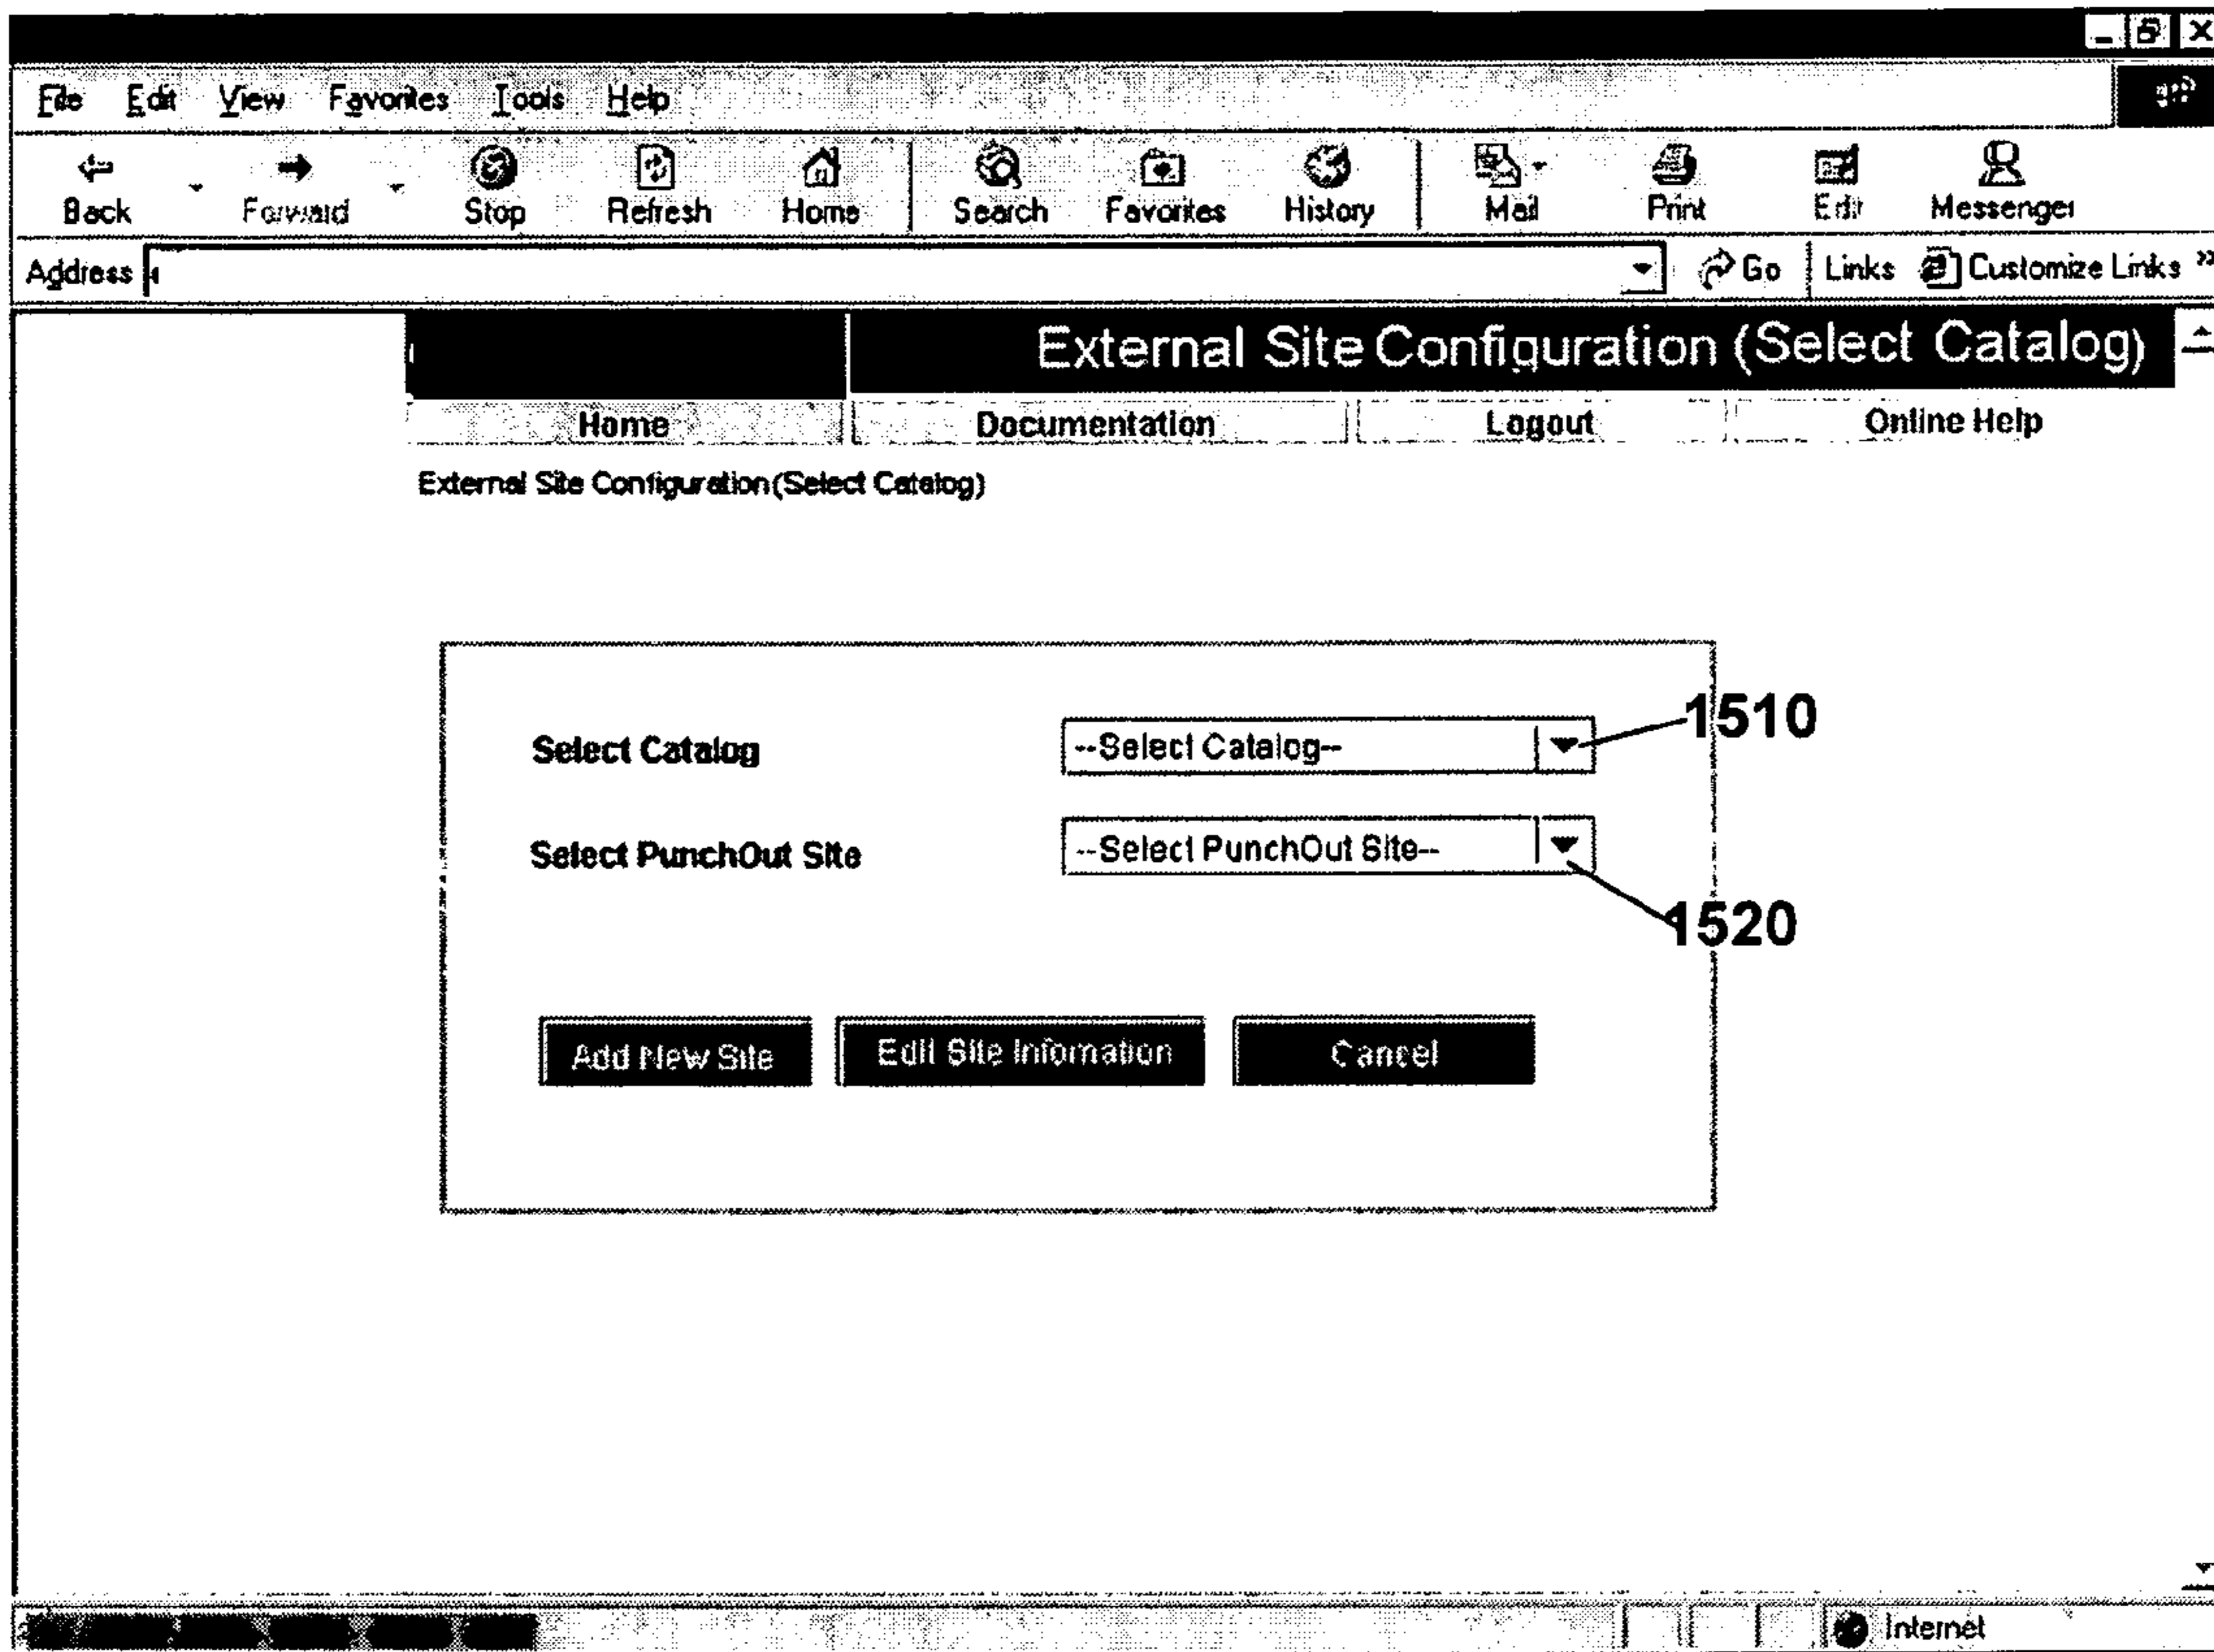 File Edit View Favorites Tools Help
Back Forward Stop Refresh Home Search Favorites History Mail Print Edit Messenger
Address Go Links Customize Links »
External Site Configuration (Select Catalog)
Home Documentation Logout Online Help
External Site Configuration(Select Catalog)
Select Catalog --Select Catalog-- 1510
Select PunchOut Site --Select PunchOut Site--
1520
Add New Site Edit Site Infomation Cancel
Internet